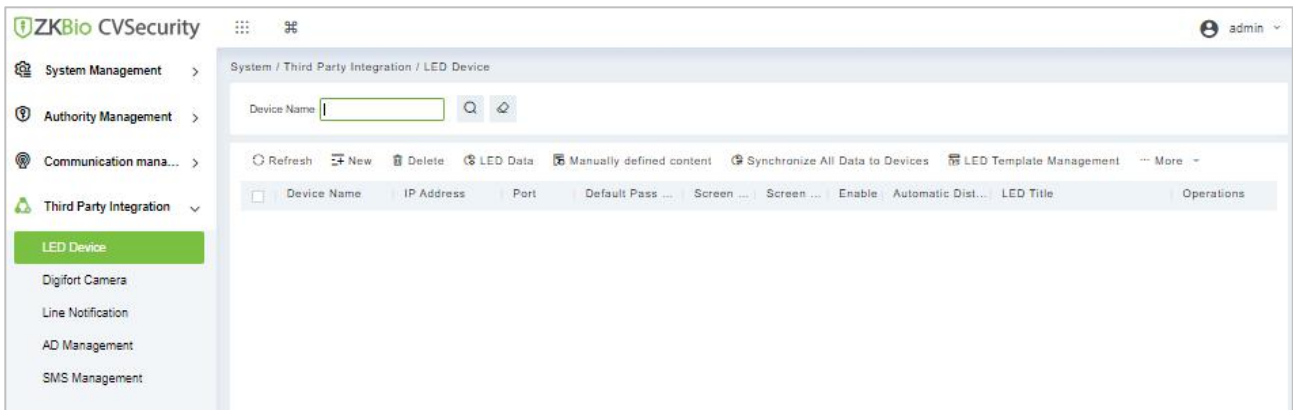 ZKBio CVSecurity
admin
System Management
Authority Management
Communication mana...
Third Party Integration
LED Device
Digifort Camera
Line Notification
AD Management
SMS Management
System / Third Party Integration / LED Device
Device Name
Refresh New Delete LED Data Manually defined content Synchronize All Data to Devices LED Template Management ··· More
Device Name IP Address Port Default Pass ... Screen ... Screen ... Enable Automatic Dist... LED Title Operations